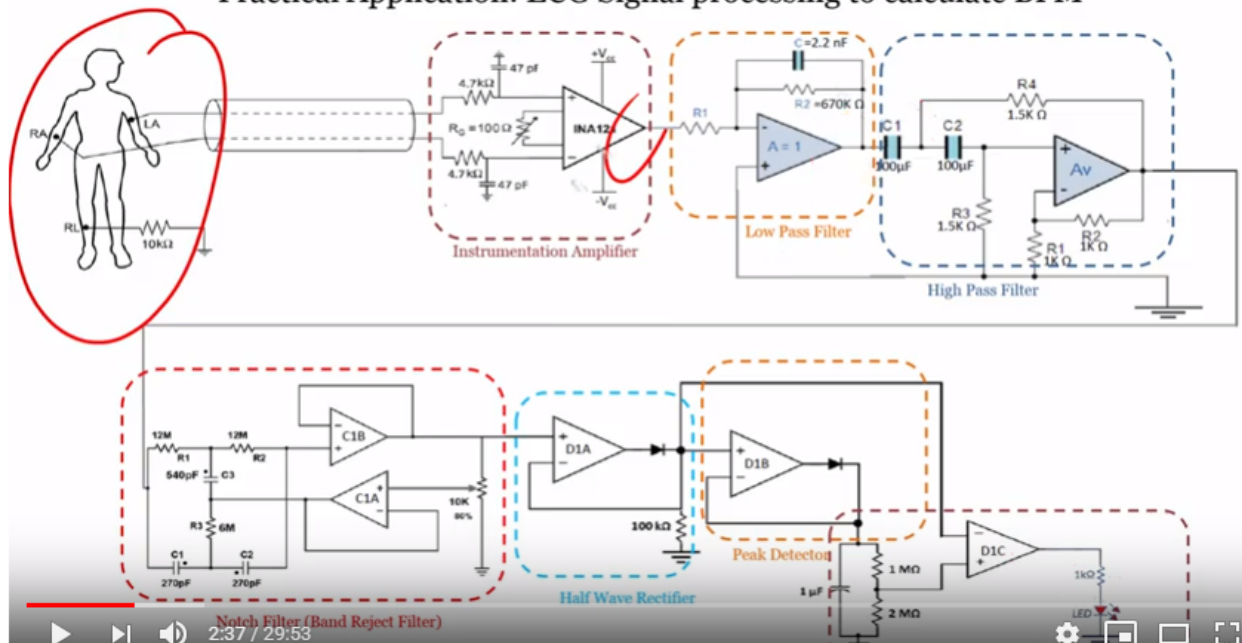 Practical Application: ECG Signal processing to calculate BPM
RA
LA
RL
10kΩ
4.7kΩ
47 pF
RG =100Ω
4.7kΩ
47 pF
+Vcc
INA12
-Vcc
Instrumentation Amplifier
R1
C=2.2 nF
R2 =670K Ω
-
A = 1
+
Low Pass Filter
C1
100µF
C2
100µF
R4
1.5K Ω
R3
1.5K Ω
+
Av
-
R2
1K Ω
R1
1K Ω
High Pass Filter
12M
R1
12M
R2
540pF
C3
R3
6M
C1
270pF
C2
270pF
C1B
C1A
10K
80%
Notch Filter (Band Reject Filter)
D1A
100 kΩ
Half Wave Rectifier
D1B
Peak Detector
1 µF
1 MΩ
2 MΩ
D1C
1kΩ
LED
2:37 / 29:53